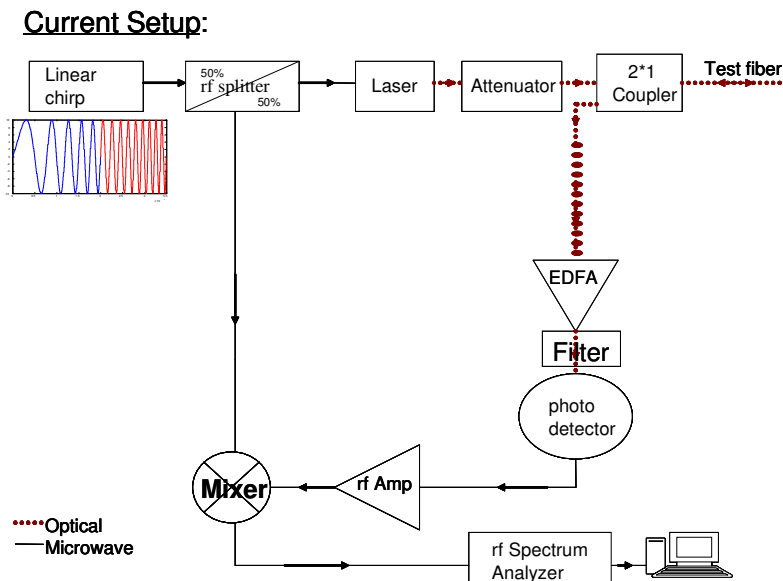 Current Setup:
Linear
chirp
50%
rf splitter
50%
Laser
Attenuator
2*1
Coupler
Test fiber
EDFA
Filter
photo
detector
rf Amp
Mixer
Optical
Microwave
rf Spectrum
Analyzer